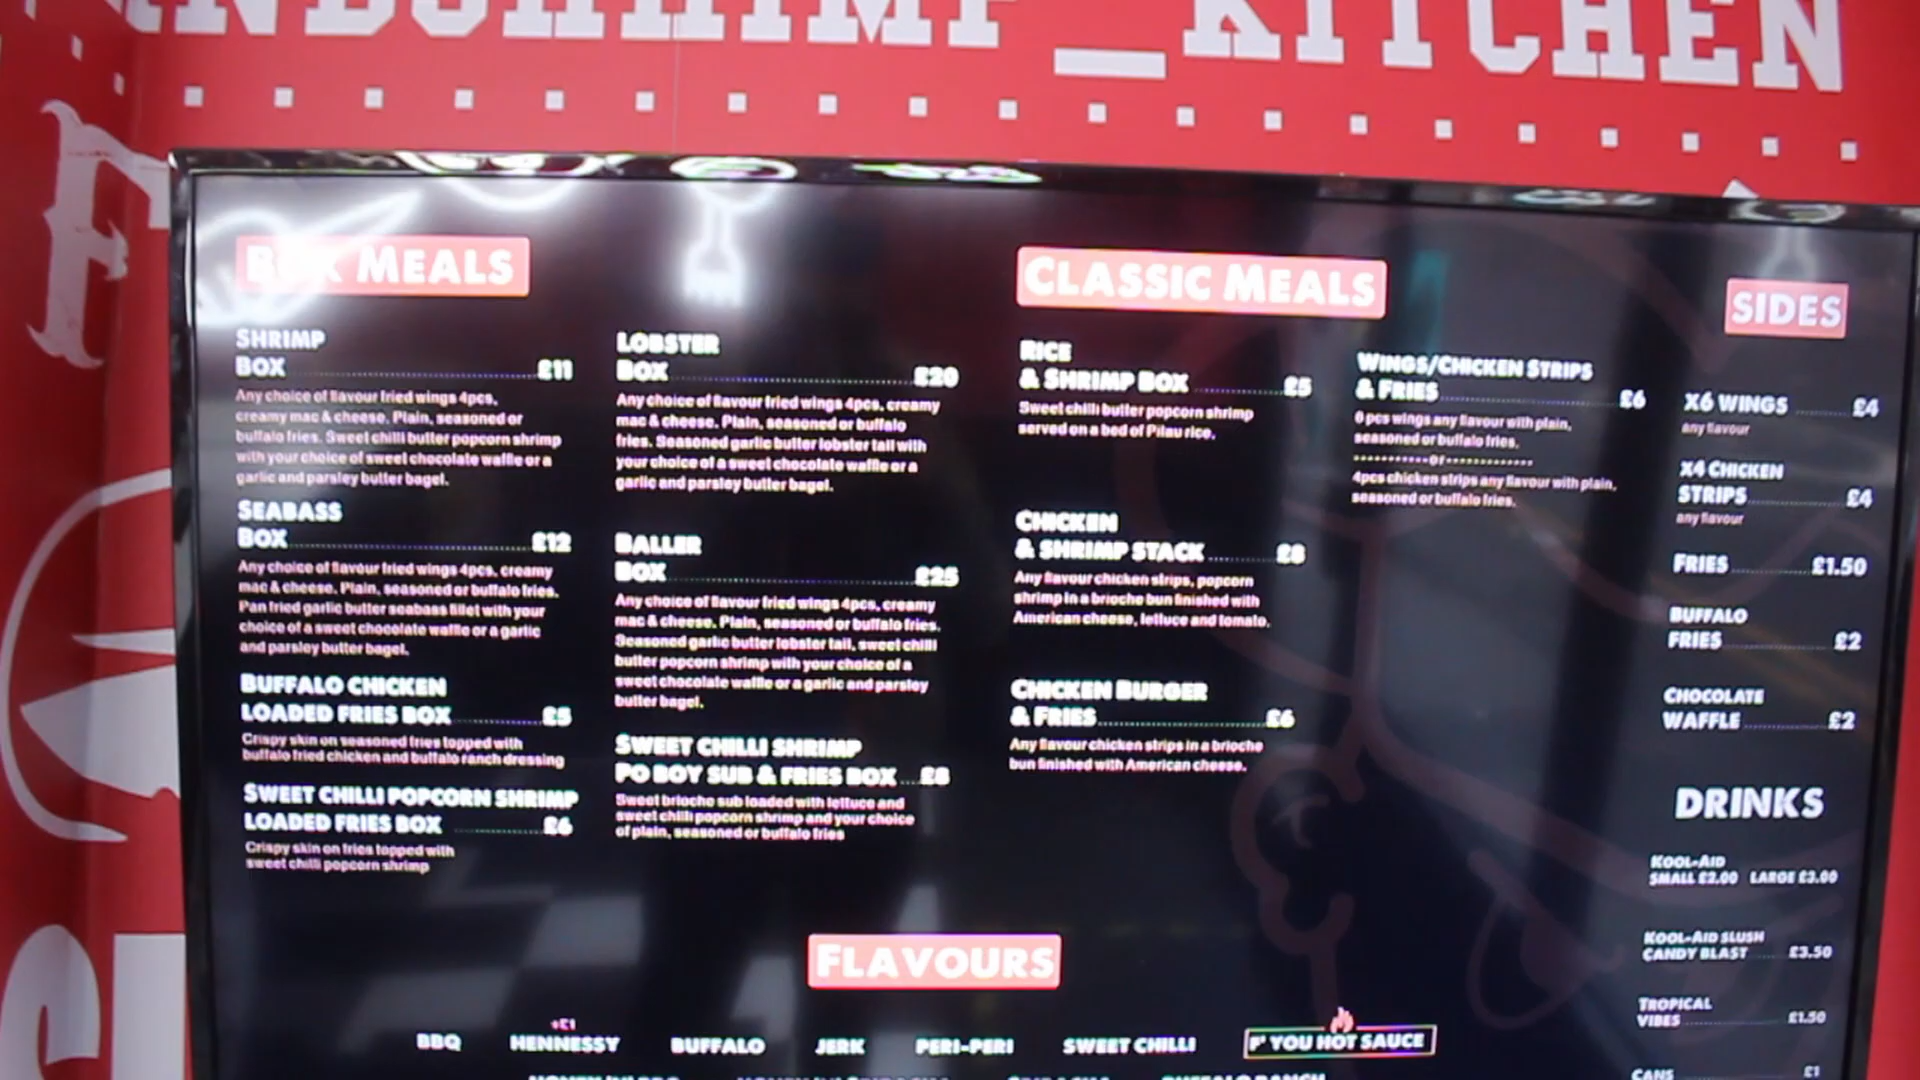 KITCHEN
BOX MEALS
SHRIMP
BOX £11
Any choice of flavour fried wings 4pcs,
creamy mac & cheese. Plain, seasoned or
buffalo fries. Sweet chilli butter popcorn shrimp
with your choice of sweet chocolate waffle or a
garlic and parsley butter bagel.
SEABASS
BOX £12
Any choice of flavour fried wings 4pcs, creamy
mac & cheese. Plain, seasoned or buffalo fries.
Pan fried garlic butter seabass fillet with your
choice of a sweet chocolate waffle or a garlic
and parsley butter bagel.
BUFFALO CHICKEN
LOADED FRIES BOX £5
Crispy skin on seasoned fries topped with
buffalo fried chicken and buffalo ranch dressing
SWEET CHILLI POPCORN SHRIMP
LOADED FRIES BOX £6
Crispy skin on fries topped with
sweet chilli popcorn shrimp
LOBSTER
BOX £20
Any choice of flavour fried wings 4pcs, creamy
mac & cheese. Plain, seasoned or buffalo
fries. Seasoned garlic butter lobster tail with
your choice of a sweet chocolate waffle or a
garlic and parsley butter bagel.
BALLER
BOX £25
Any choice of flavour fried wings 4pcs, creamy
mac & cheese. Plain, seasoned or buffalo fries.
Seasoned garlic butter lobster tail, sweet chilli
butter popcorn shrimp with your choice of a
sweet chocolate waffle or a garlic and parsley
butter bagel.
SWEET CHILLI SHRIMP
PO BOY SUB & FRIES BOX £8
Sweet brioche sub loaded with lettuce and
sweet chilli popcorn shrimp and your choice
of plain, seasoned or buffalo fries
CLASSIC MEALS
RICE
& SHRIMP BOX £5
Sweet chilli butter popcorn shrimp
served on a bed of Pilau rice.
CHICKEN
& SHRIMP STACK £8
Any flavour chicken strips, popcorn
shrimp in a brioche bun finished with
American cheese, lettuce and tomato.
CHICKEN BURGER
& FRIES £6
Any flavour chicken strips in a brioche
bun finished with American cheese.
WINGS/CHICKEN STRIPS
& FRIES £6
pcs wings any flavour with plain,
seasoned or buffalo fries.
or
4pcs chicken strips any flavour with plain,
seasoned or buffalo fries.
SIDES
X6 WINGS £4
any flavour
X4 CHICKEN
STRIPS £4
any flavour
FRIES £1.50
BUFFALO
FRIES £2
CHOCOLATE
WAFFLE £2
DRINKS
KOOL-AID
SMALL £2.00 LARGE £3.00
KOOL-AID SLUSH
CANDY BLAST £3.50
TROPICAL
VIBES £1.50
CANS £1
FLAVOURS
+£1
BBQ HENNESSY BUFFALO JERK PERI-PERI SWEET CHILLI F' YOU HOT SAUCE